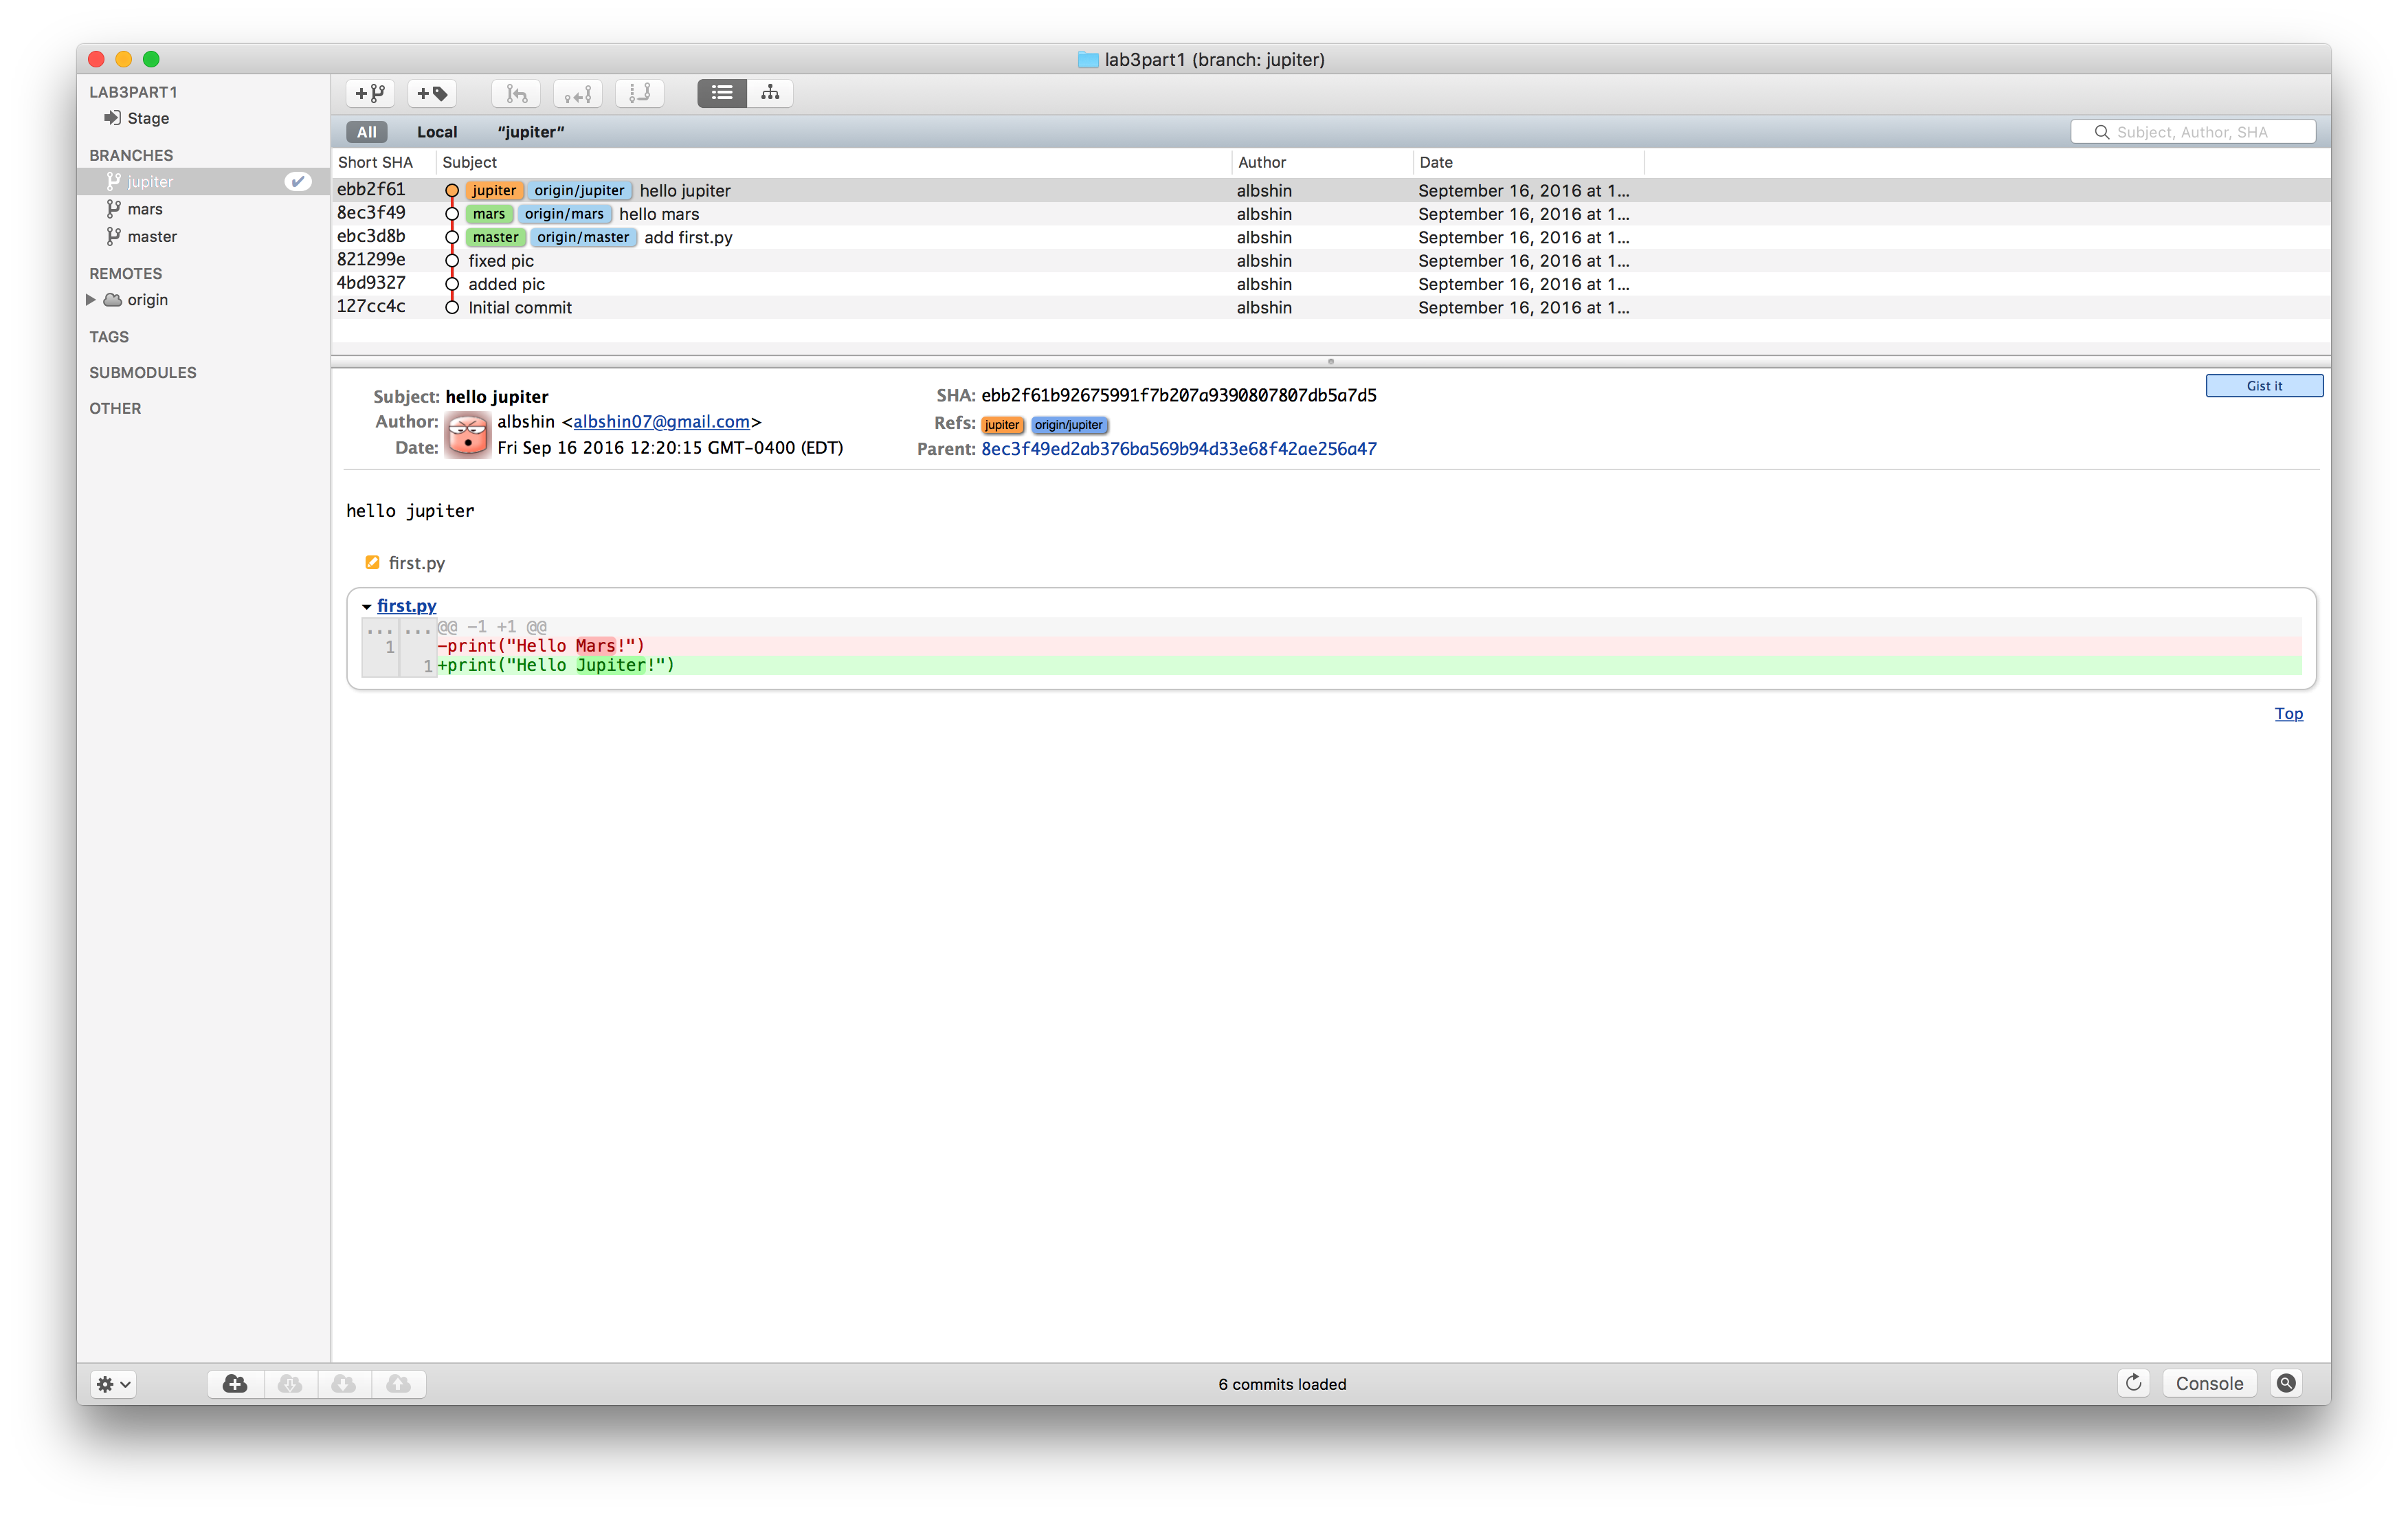 lab3part1 (branch: jupiter)
LAB3PART1
Stage
BRANCHES
jupiter
mars
master
REMOTES
origin
TAGS
SUBMODULES
OTHER
All Local “jupiter” Subject, Author, SHA
Short SHA Subject Author Date
ebb2f61 jupiter origin/jupiter hello jupiter albshin September 16, 2016 at 1...
8ec3f49 mars origin/mars hello mars albshin September 16, 2016 at 1...
ebc3d8b master origin/master add first.py albshin September 16, 2016 at 1...
821299e fixed pic albshin September 16, 2016 at 1...
4bd9327 added pic albshin September 16, 2016 at 1...
127cc4c Initial commit albshin September 16, 2016 at 1...
Gist it
Subject: hello jupiter SHA: ebb2f61b92675991f7b207a9390807807db5a7d5
Author: albshin <albshin07@gmail.com> Refs: jupiter origin/jupiter
Date: Fri Sep 16 2016 12:20:15 GMT-0400 (EDT) Parent: 8ec3f49ed2ab376ba569b94d33e68f42ae256a47
hello jupiter
first.py
first.py
... ... @@ -1 +1 @@
1 -print("Hello Mars!")
1 +print("Hello Jupiter!")
Top
6 commits loaded Console